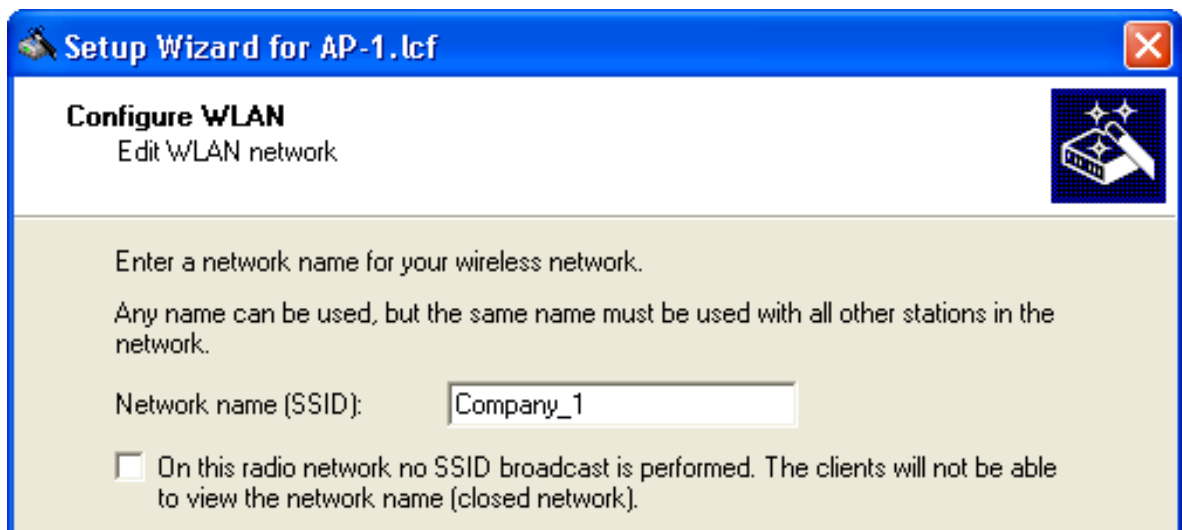 Setup Wizard for AP-1.lcf
Configure WLAN
Edit WLAN network
Enter a network name for your wireless network.
Any name can be used, but the same name must be used with all other stations in the
network.
Network name (SSID): Company_1
On this radio network no SSID broadcast is performed. The clients will not be able
to view the network name (closed network).